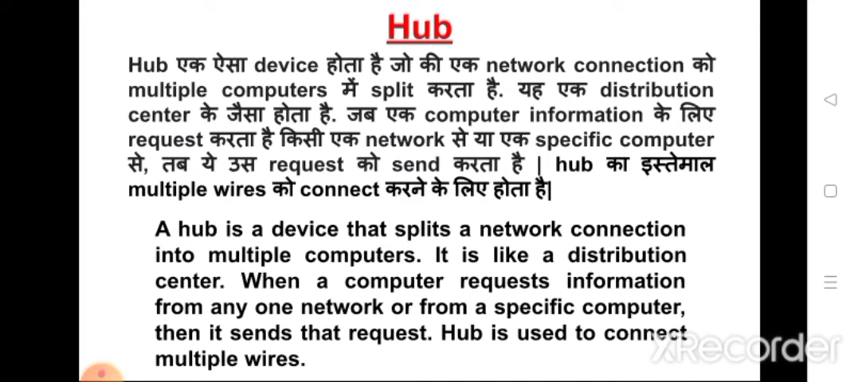 Hub
Hub एक ऐसा device होता है जो की एक network connection को
multiple computers में split करता है. यह एक distribution
center के जैसा होता है. जब एक computer information के लिए
request करता है किसी एक network से या एक specific computer
से, तब ये उस request को send करता है | hub का इस्तेमाल
multiple wires को connect करने के लिए होता है|
A hub is a device that splits a network connection
into multiple computers. It is like a distribution
center. When a computer requests information
from any one network or from a specific computer,
then it sends that request. Hub is used to connect
multiple wires.
XRecorder